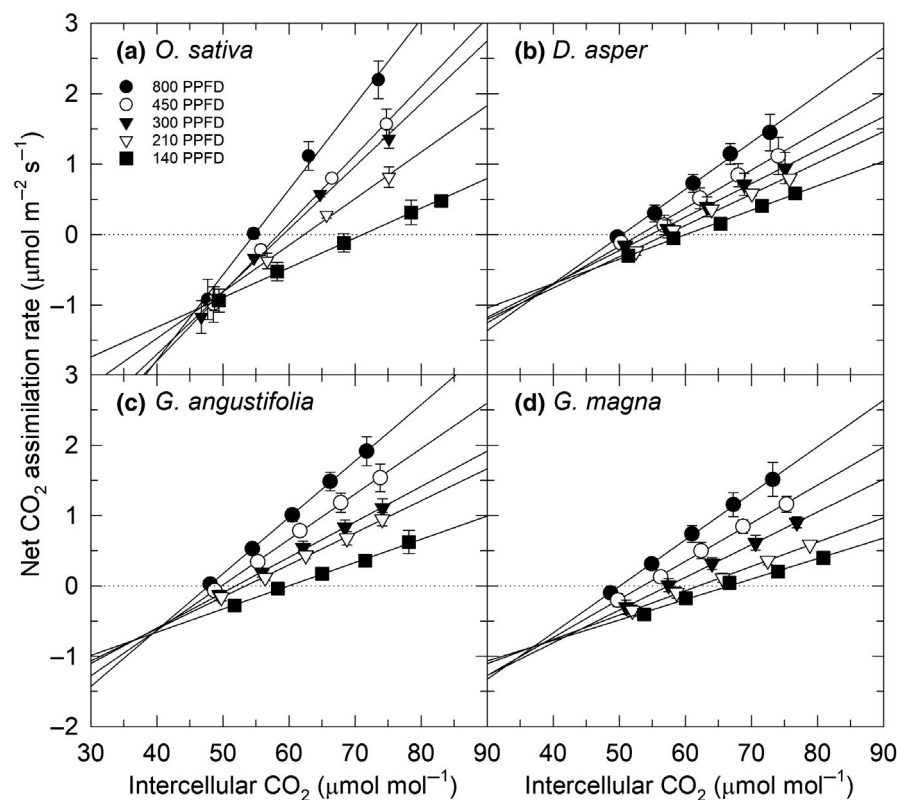 (a) O. sativa
800 PPFD
450 PPFD
300 PPFD
210 PPFD
140 PPFD
(b) D. asper
(c) G. angustifolia
(d) G. magna
3
2
1
0
−1
3
2
1
0
−1
−2
Net CO2 assimilation rate (μmol m−2 s−1)
30 40 50 60 70 80 90 40 50 60 70 80 90
Intercellular CO2 (μmol mol−1)
Intercellular CO2 (μmol mol−1)